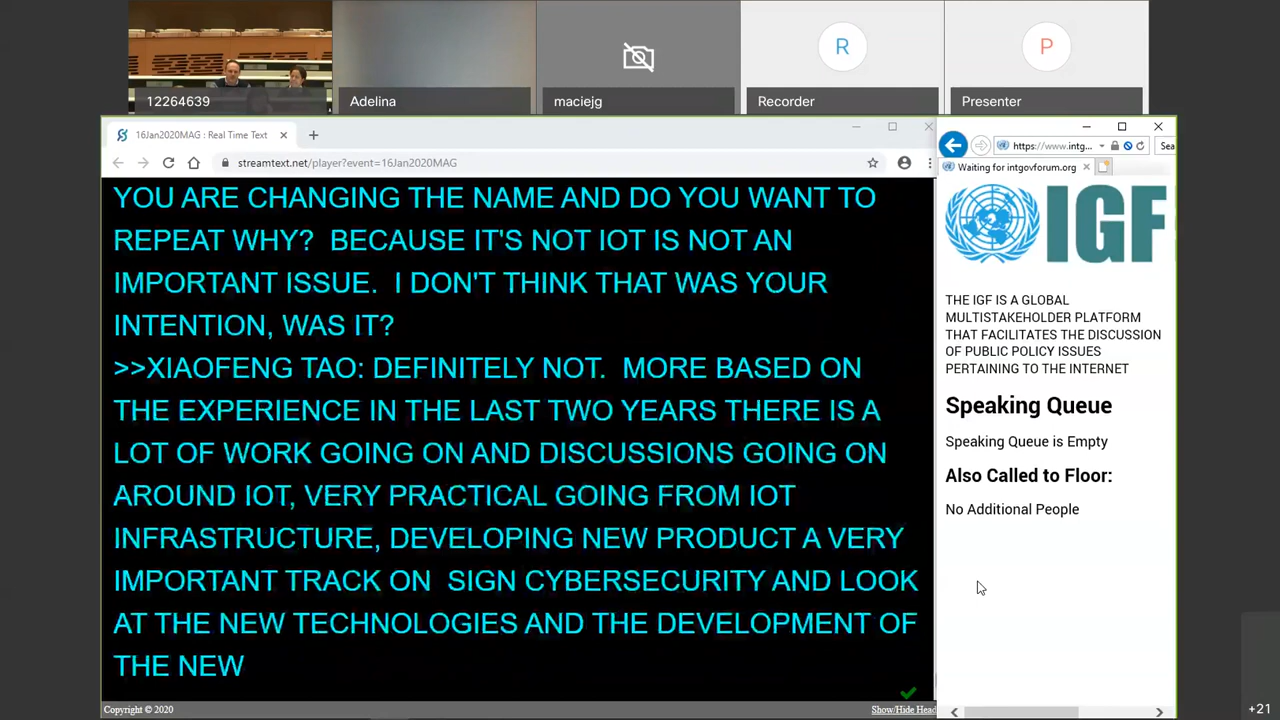 12264639
Adelina
maciejg
R
Recorder
P
Presenter
16Jan2020MAG : Real Time Text
streamtext.net/player?event=16Jan2020MAG
YOU ARE CHANGING THE NAME AND DO YOU WANT TO
REPEAT WHY?  BECAUSE IT'S NOT IOT IS NOT AN
IMPORTANT ISSUE.  I DON'T THINK THAT WAS YOUR
INTENTION, WAS IT?
>>XIAOFENG TAO: DEFINITELY NOT.  MORE BASED ON
THE EXPERIENCE IN THE LAST TWO YEARS THERE IS A
LOT OF WORK GOING ON AND DISCUSSIONS GOING ON
AROUND IOT, VERY PRACTICAL GOING FROM IOT
INFRASTRUCTURE, DEVELOPING NEW PRODUCT A VERY
IMPORTANT TRACK ON  SIGN CYBERSECURITY AND LOOK
AT THE NEW TECHNOLOGIES AND THE DEVELOPMENT OF
THE NEW
Copyright © 2020
Show/Hide Head
https://www.intg...
Sea
Waiting for intgovforum.org
IGF
THE IGF IS A GLOBAL
MULTISTAKEHOLDER PLATFORM
THAT FACILITATES THE DISCUSSION
OF PUBLIC POLICY ISSUES
PERTAINING TO THE INTERNET
Speaking Queue
Speaking Queue is Empty
Also Called to Floor:
No Additional People
+21